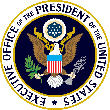 EXECUTIVE OFFICE OF THE PRESIDENT OF THE UNITED STATES